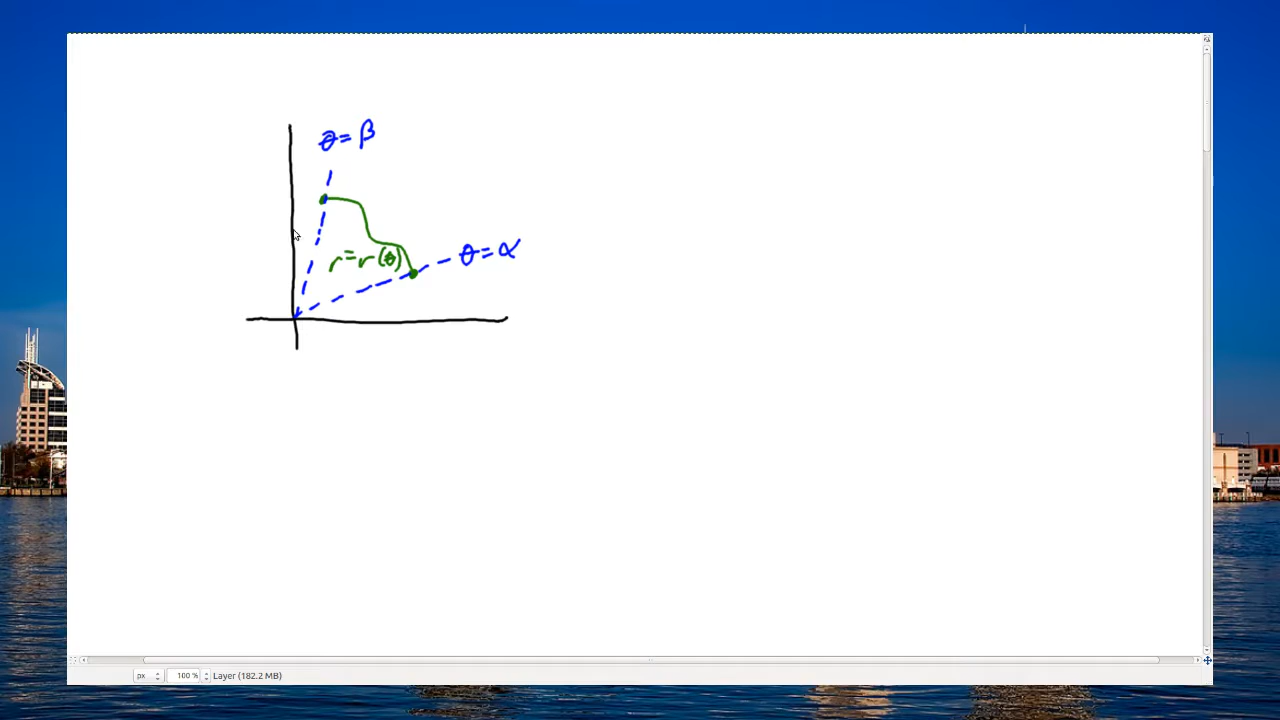 θ = β
θ = α
r = r(θ)
px
100 %
Layer (182.2 MB)